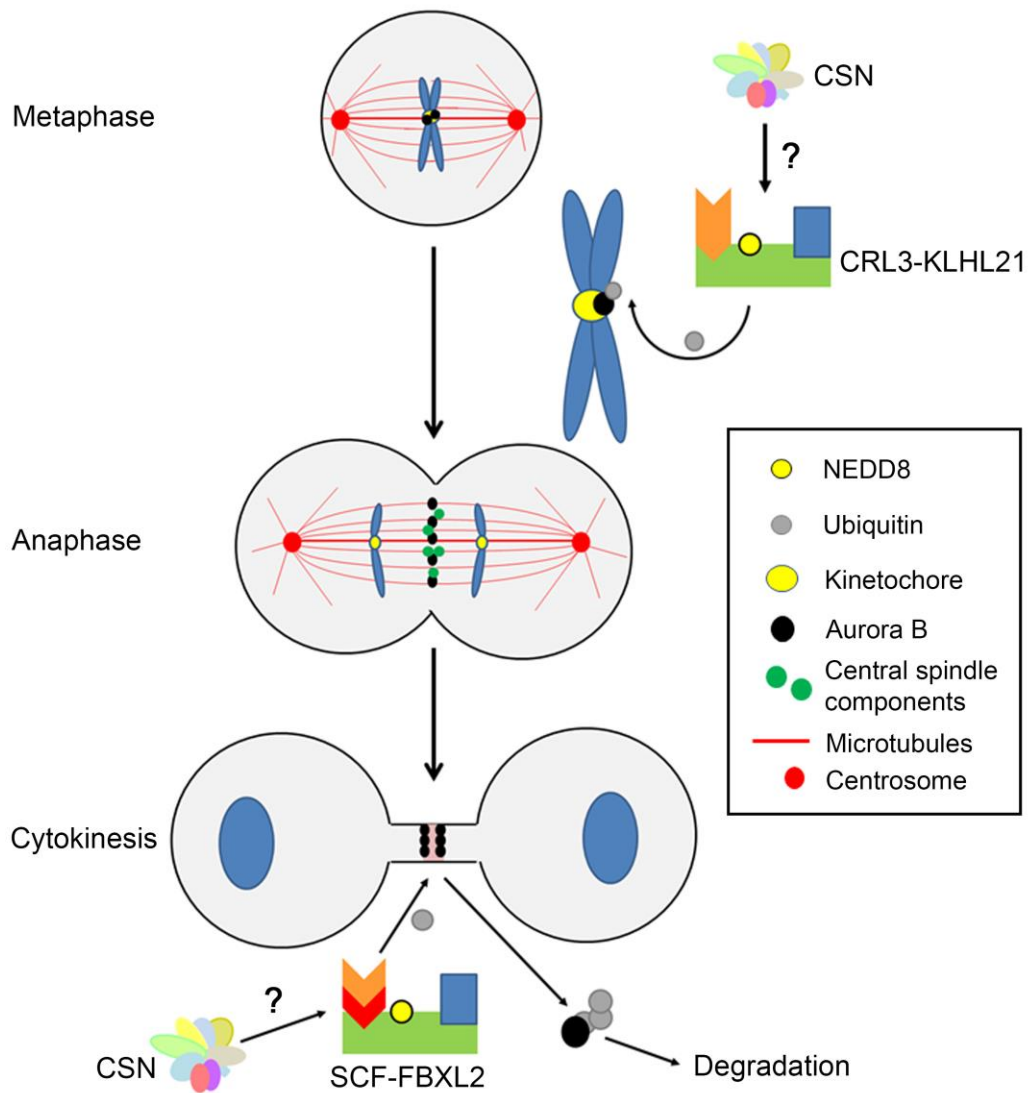 Metaphase
CSN
?
CRL3-KLHL21
NEDD8
Ubiquitin
Kinetochore
Aurora B
Central spindle
components
Microtubules
Centrosome
Anaphase
Cytokinesis
?
CSN
SCF-FBXL2
Degradation